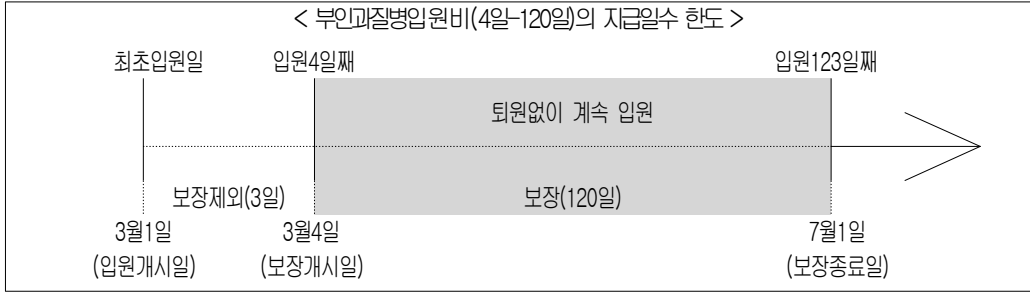 < 부인과질병입원비(4일-120일)의 지급일수 한도 >
최초입원일 입원4일째 입원123일째
퇴원없이 계속 입원
보장제외(3일) 보장(120일)
3월1일 3월4일 7월1일
(입원개시일) (보장개시일) (보장종료일)